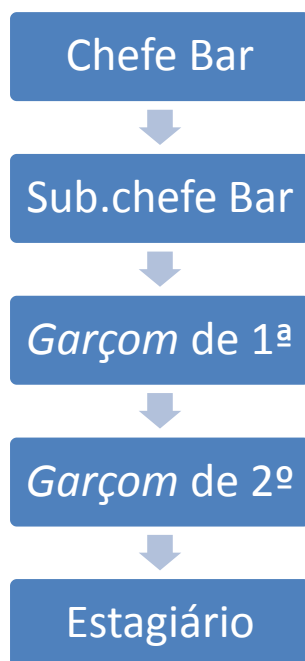 Chefe Bar
Sub.chefe Bar
Garçom de 1ª
Garçom de 2º
Estagiário